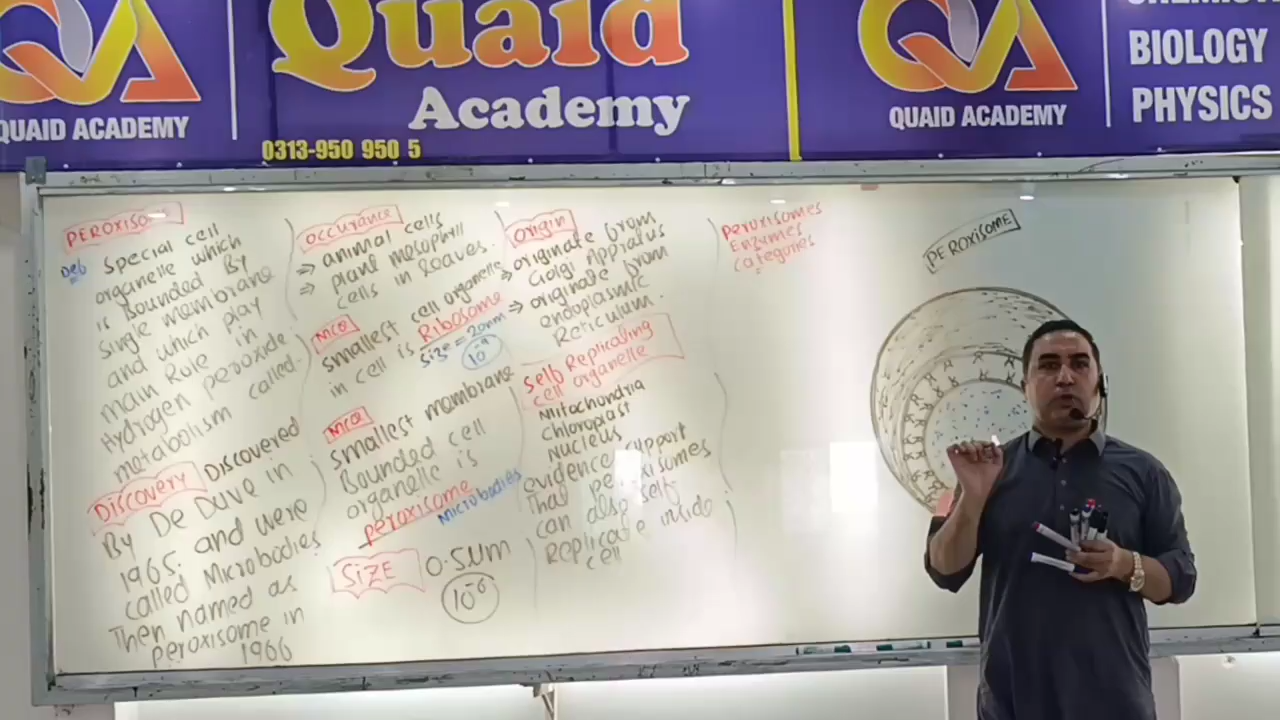 QUAID ACADEMY
Quaid
Academy
0313-950 950 5
QUAID ACADEMY
BIOLOGY
PHYSICS
PEROXISOME
Def Special cell
organelle which
is Bounded By
single membrane
and which play
main Role in
Hydrogen peroxide
metabolism called.
Discovery Discovered
By De Duve in
1965. and were
called Microbodies
Then named as
peroxisome in
1966
occurance
⇒ animal cells
⇒ plant mesophyll
cells in leaves.
MCQ
smallest cell organelle
in cell is Ribosome
size = 20nm
10⁻⁹
MCQ
smallest membrane
Bounded cell
organelle is
peroxisome
Microbodies
SIZE 0.5um
10⁻⁶
origin
⇒ originate from
Golgi Apparatus
⇒ originate from
endoplasmic
Reticulum.
Self Replicating
cell organelle
Mitochondria
Chloroplast
Nucleus
evidence support
That peroxisomes
can also self
Replicate inside
cell
Peroxisomes
Enzymes
categories
PEROXISOME